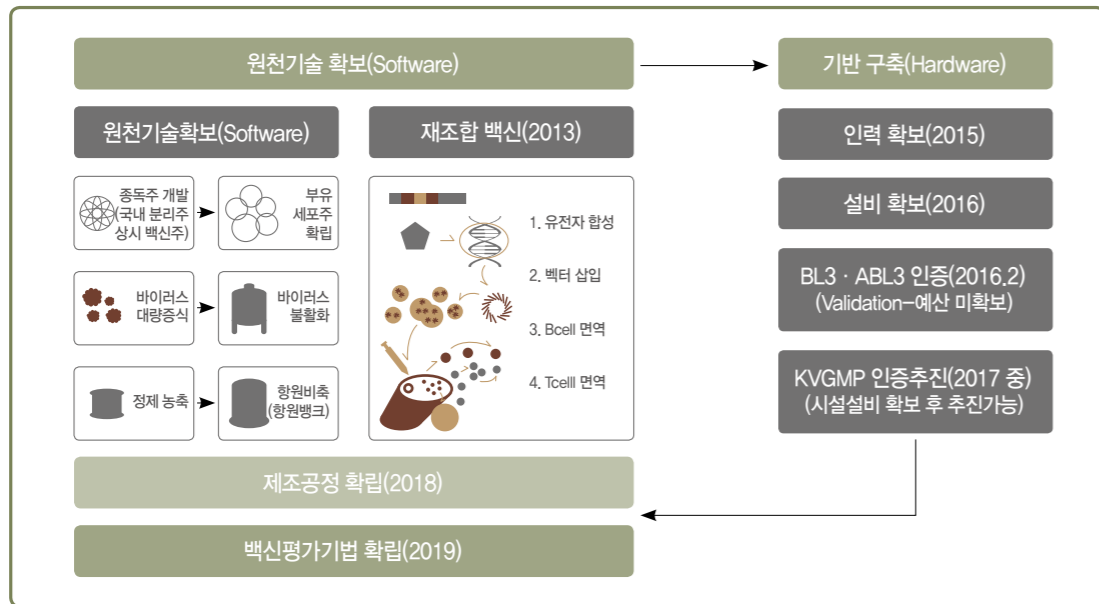 원천기술 확보(Software)
기반 구축(Hardware)
원천기술확보(Software)
재조합 백신(2013)
종독주 개발
(국내 분리주
상시 백신주)
부유
세포주
확립
바이러스
대량증식
바이러스
불활화
정제 농축
항원비축
(항원뱅크)
1. 유전자 합성
2. 벡터 삽입
3. Bcell 면역
4. Tcelll 면역
인력 확보(2015)
설비 확보(2016)
BL3 · ABL3 인증(2016.2)
(Validation–예산 미확보)
KVGMP 인증추진(2017 중)
(시설설비 확보 후 추진가능)
제조공정 확립(2018)
백신평가기법 확립(2019)